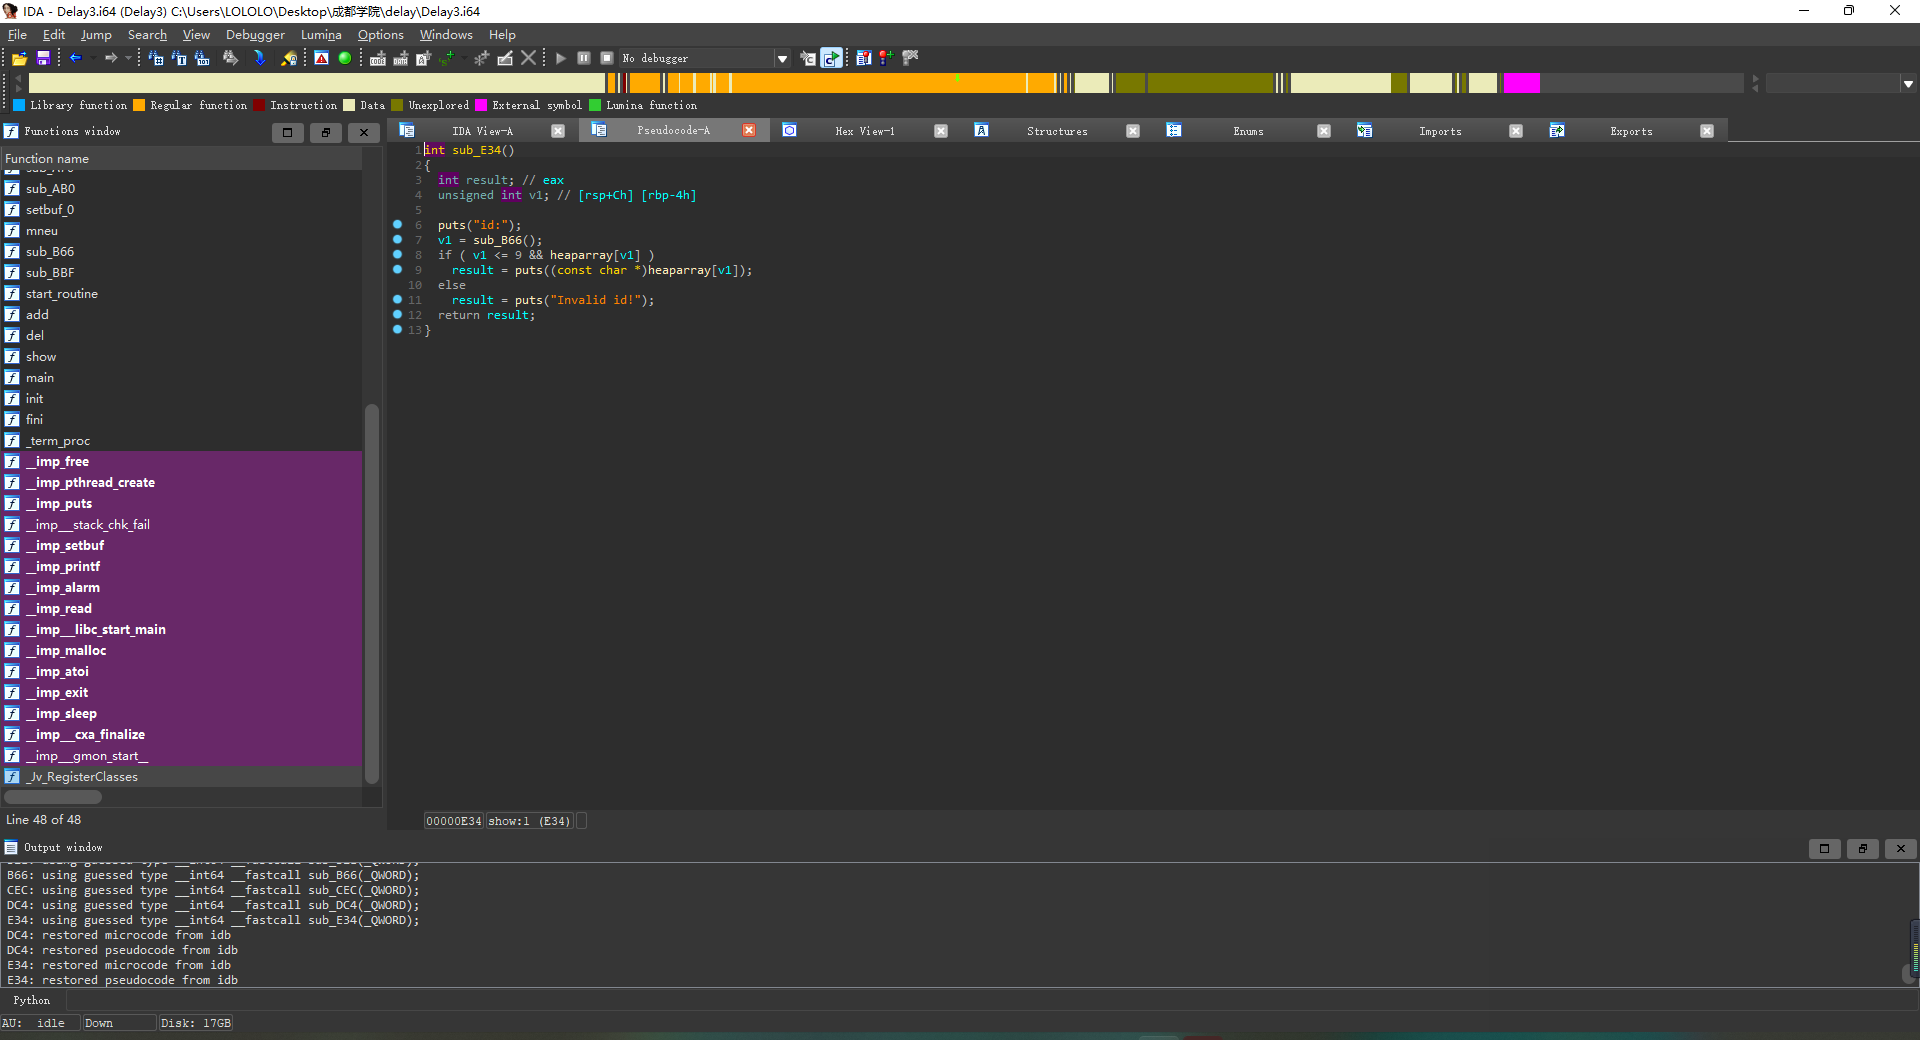 IDA - Delay3.i64 (Delay3) C:\Users\LOLOLO\Desktop\成都学院\delay\Delay3.i64
File Edit Jump Search View Debugger Lumina Options Windows Help
No debugger
Library function Regular function Instruction Data Unexplored External symbol Lumina function
Functions window
Function name
sub_AB0
setbuf_0
mneu
sub_B66
sub_BBF
start_routine
add
del
show
main
init
fini
_term_proc
__imp_free
__imp_pthread_create
__imp_puts
__imp___stack_chk_fail
__imp_setbuf
__imp_printf
__imp_alarm
__imp_read
__imp___libc_start_main
__imp_malloc
__imp_atoi
__imp_exit
__imp_sleep
__imp___cxa_finalize
__imp___gmon_start__
_Jv_RegisterClasses
Line 48 of 48
IDA View-A Pseudocode-A Hex View-1 Structures Enums Imports Exports
1 int sub_E34()
2 {
3 int result; // eax
4 unsigned int v1; // [rsp+Ch] [rbp-4h]
5
6 puts("id:");
7 v1 = sub_B66();
8 if ( v1 <= 9 && heaparray[v1] )
9 result = puts((const char *)heaparray[v1]);
10 else
11 result = puts("Invalid id!");
12 return result;
13 }
00000E34 show:1 (E34)
Output window
B66: using guessed type __int64 __fastcall sub_B66(_QWORD);
CEC: using guessed type __int64 __fastcall sub_CEC(_QWORD);
DC4: using guessed type __int64 __fastcall sub_DC4(_QWORD);
E34: using guessed type __int64 __fastcall sub_E34(_QWORD);
DC4: restored microcode from idb
DC4: restored pseudocode from idb
E34: restored microcode from idb
E34: restored pseudocode from idb
Python
AU: idle Down Disk: 17GB